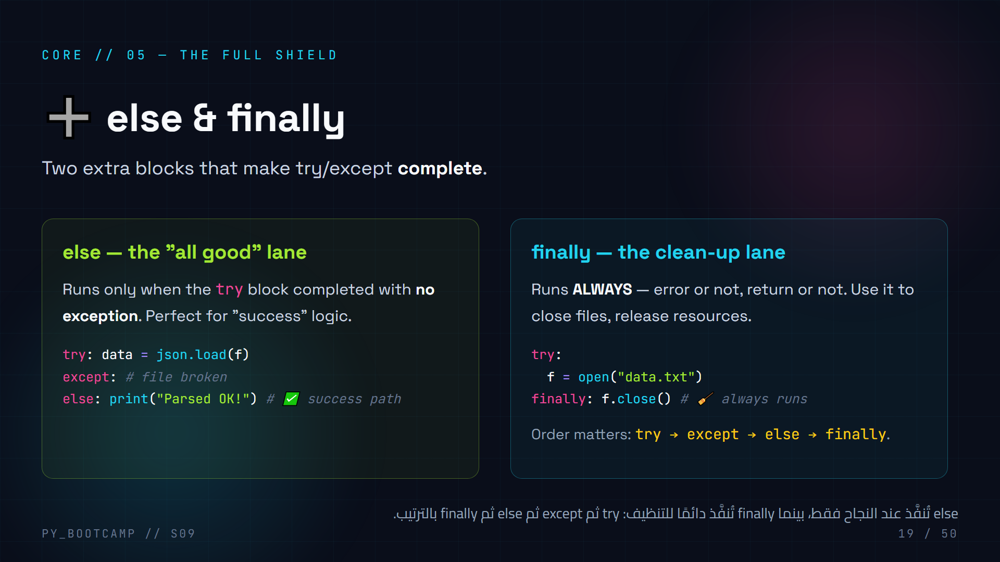 CORE // 05 — THE FULL SHIELD
➕ else & finally
Two extra blocks that make try/except complete.
else — the ”all good” lane
Runs only when the try block completed with no
exception. Perfect for ”success” logic.
try: data = json.load(f)
except: # file broken
else: print("Parsed OK!") # ✅ success path
finally — the clean-up lane
Runs ALWAYS — error or not, return or not. Use it to
close files, release resources.
try:
  f = open("data.txt")
finally: f.close() # 🧹 always runs
Order matters: try → except → else → finally.
else تُنفَّذ عند النجاح فقط، بينما finally تُنفَّذ دائمًا للتنظيف: try ثم except ثم else ثم finally بالترتيب.
PY_BOOTCAMP // S09
19 / 50